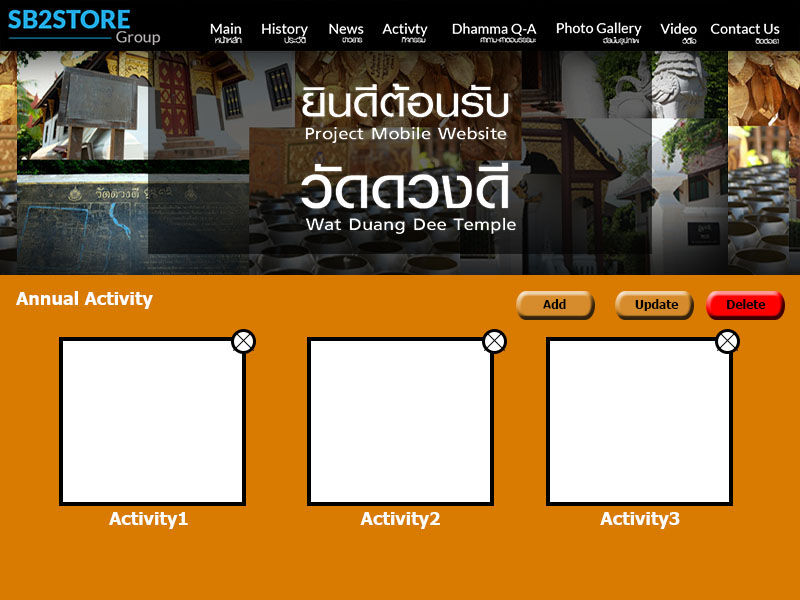 SB2STORE
Group
Main History News Activty Dhamma Q-A Photo Gallery Video Contact Us
หน้าหลัก ประวัติ ข่าวสาร กิจกรรม ถาม-ตอบธรรมะ อัลบั้มรูปภาพ วิดีโอ ติดต่อเรา
ยินดีต้อนรับ
Project Mobile Website
วัดดวงดี
Wat Duang Dee Temple
วัดดวงดี
Annual Activity
Add Update Delete
Activity1 Activity2 Activity3